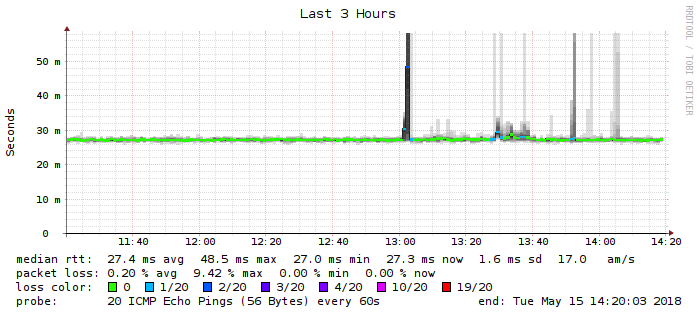 Last 3 Hours
RRDTOOL / TOBI OETIKER
Seconds
50 m
40 m
30 m
20 m
10 m
0
11:40 12:00 12:20 12:40 13:00 13:20 13:40 14:00 14:20
median rtt: 27.4 ms avg 48.5 ms max 27.0 ms min 27.3 ms now 1.6 ms sd 17.0 am/s
packet loss: 0.20 % avg 9.42 % max 0.00 % min 0.00 % now
loss color: 0 1/20 2/20 3/20 4/20 10/20 19/20
probe: 20 ICMP Echo Pings (56 Bytes) every 60s end: Tue May 15 14:20:03 2018